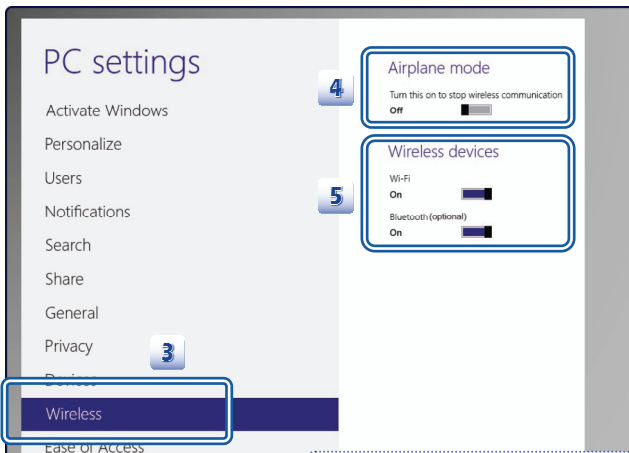 PC settings
Activate Windows
Personalize
Users
Notifications
Search
Share
General
Privacy
3
Devices
Wireless
Ease of Access
4
Airplane mode
Turn this on to stop wireless communication
Off
5
Wireless devices
Wi-Fi
On
Bluetooth (optional)
On